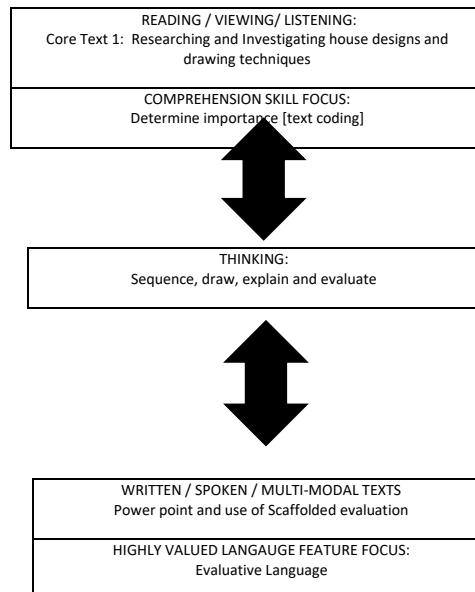 READING / VIEWING/ LISTENING:
Core Text 1:  Researching and Investigating house designs and
drawing techniques
COMPREHENSION SKILL FOCUS:
Determine importance [text coding]
THINKING:
Sequence, draw, explain and evaluate
WRITTEN / SPOKEN / MULTI-MODAL TEXTS
Power point and use of Scaffolded evaluation
HIGHLY VALUED LANGAUGE FEATURE FOCUS:
Evaluative Language